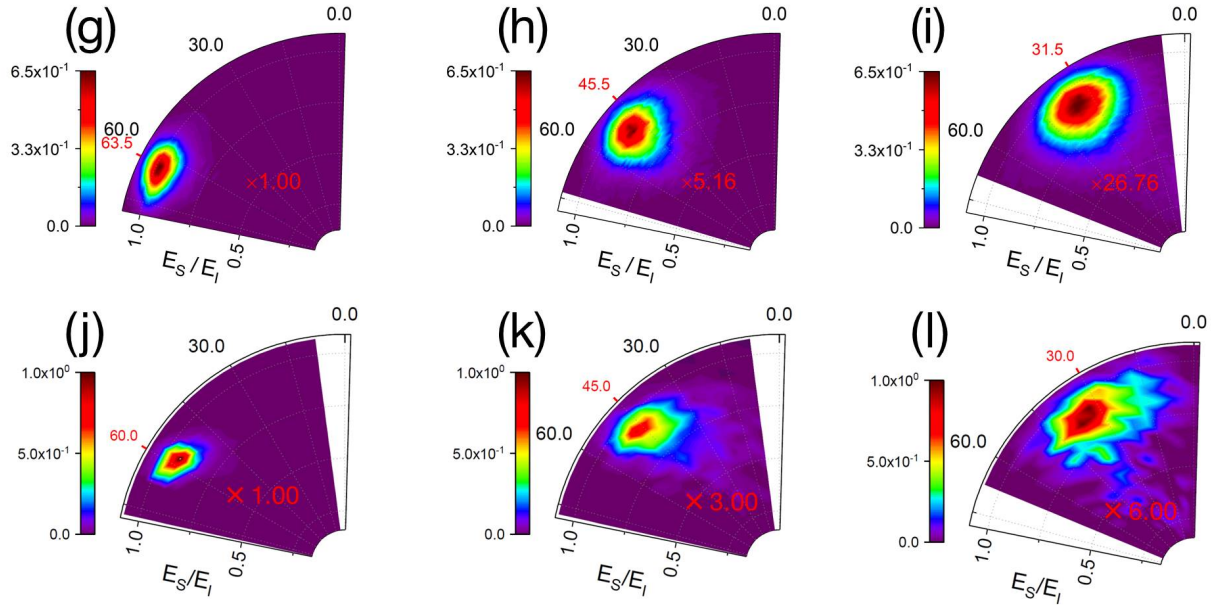 (g)
0.0
30.0
6.5x10⁻¹
60.0
63.5
3.3x10⁻¹
×1.00
0.0
1.0
0.5
E_S / E_I
(h)
0.0
30.0
6.5x10⁻¹
45.5
60.0
3.3x10⁻¹
×5.16
0.0
1.0
0.5
E_S / E_I
(i)
0.0
31.5
6.5x10⁻¹
60.0
3.3x10⁻¹
×26.76
0.0
1.0
0.5
E_S / E_I
(j)
0.0
30.0
1.0x10⁰
60.0
5.0x10⁻¹
× 1.00
0.0
1.0
0.5
E_S/E_I
(k)
0.0
30.0
1.0x10⁰
45.0
60.0
5.0x10⁻¹
× 3.00
0.0
1.0
0.5
E_S/E_I
(l)
0.0
30.0
1.0x10⁰
60.0
5.0x10⁻¹
× 6.00
0.0
1.0
0.5
E_S/E_I